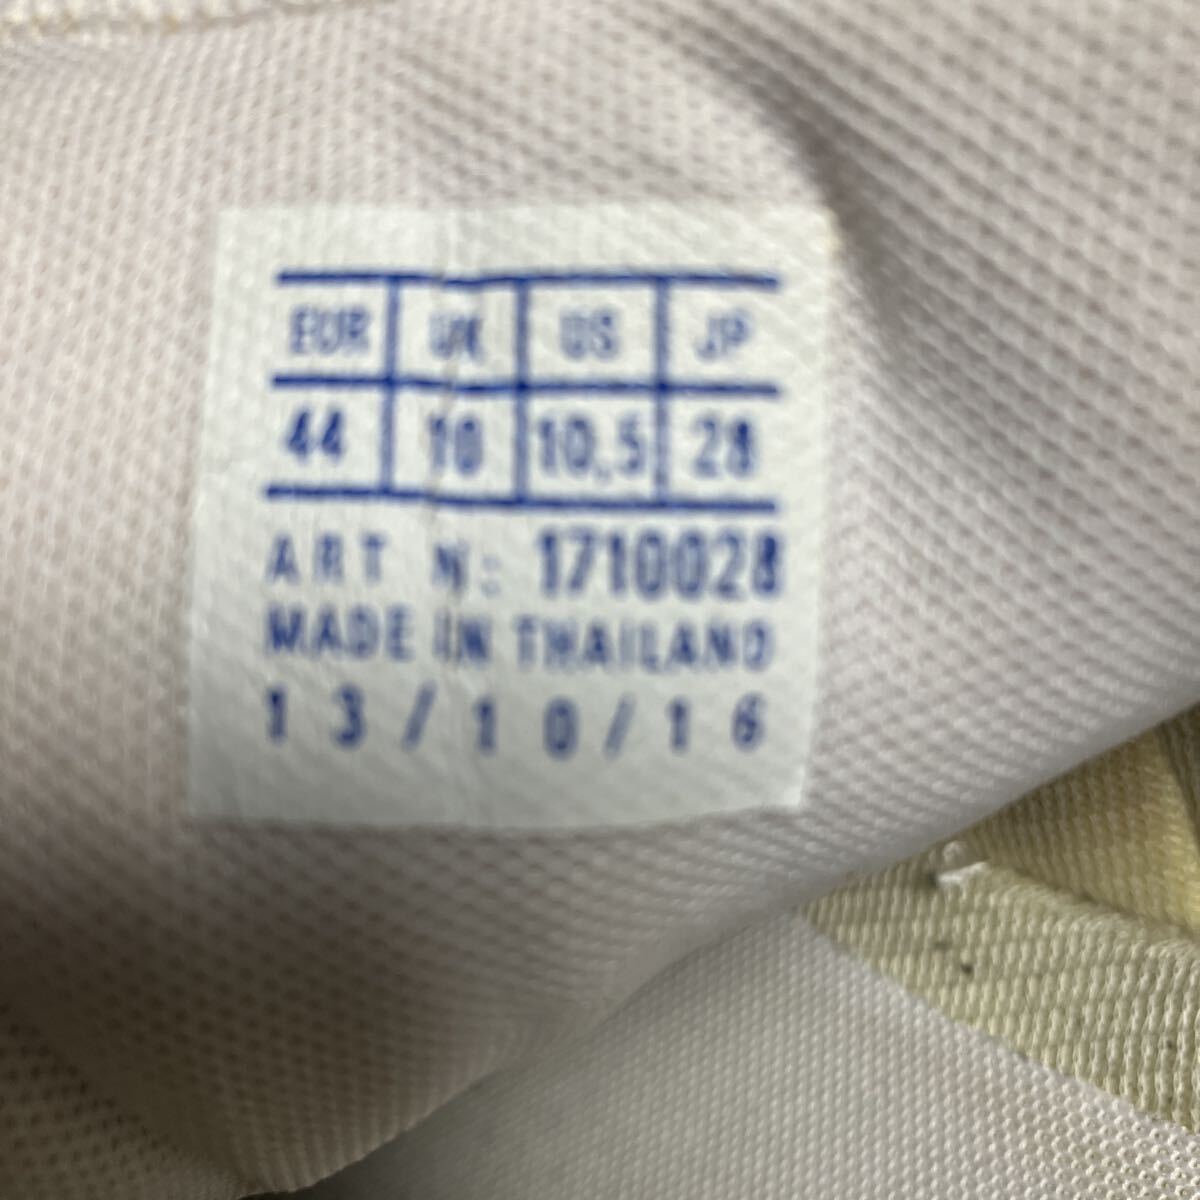 EUR UK US JP
44 10 10,5 28
ART N: 1710028
MADE IN THAILAND
13/10/16